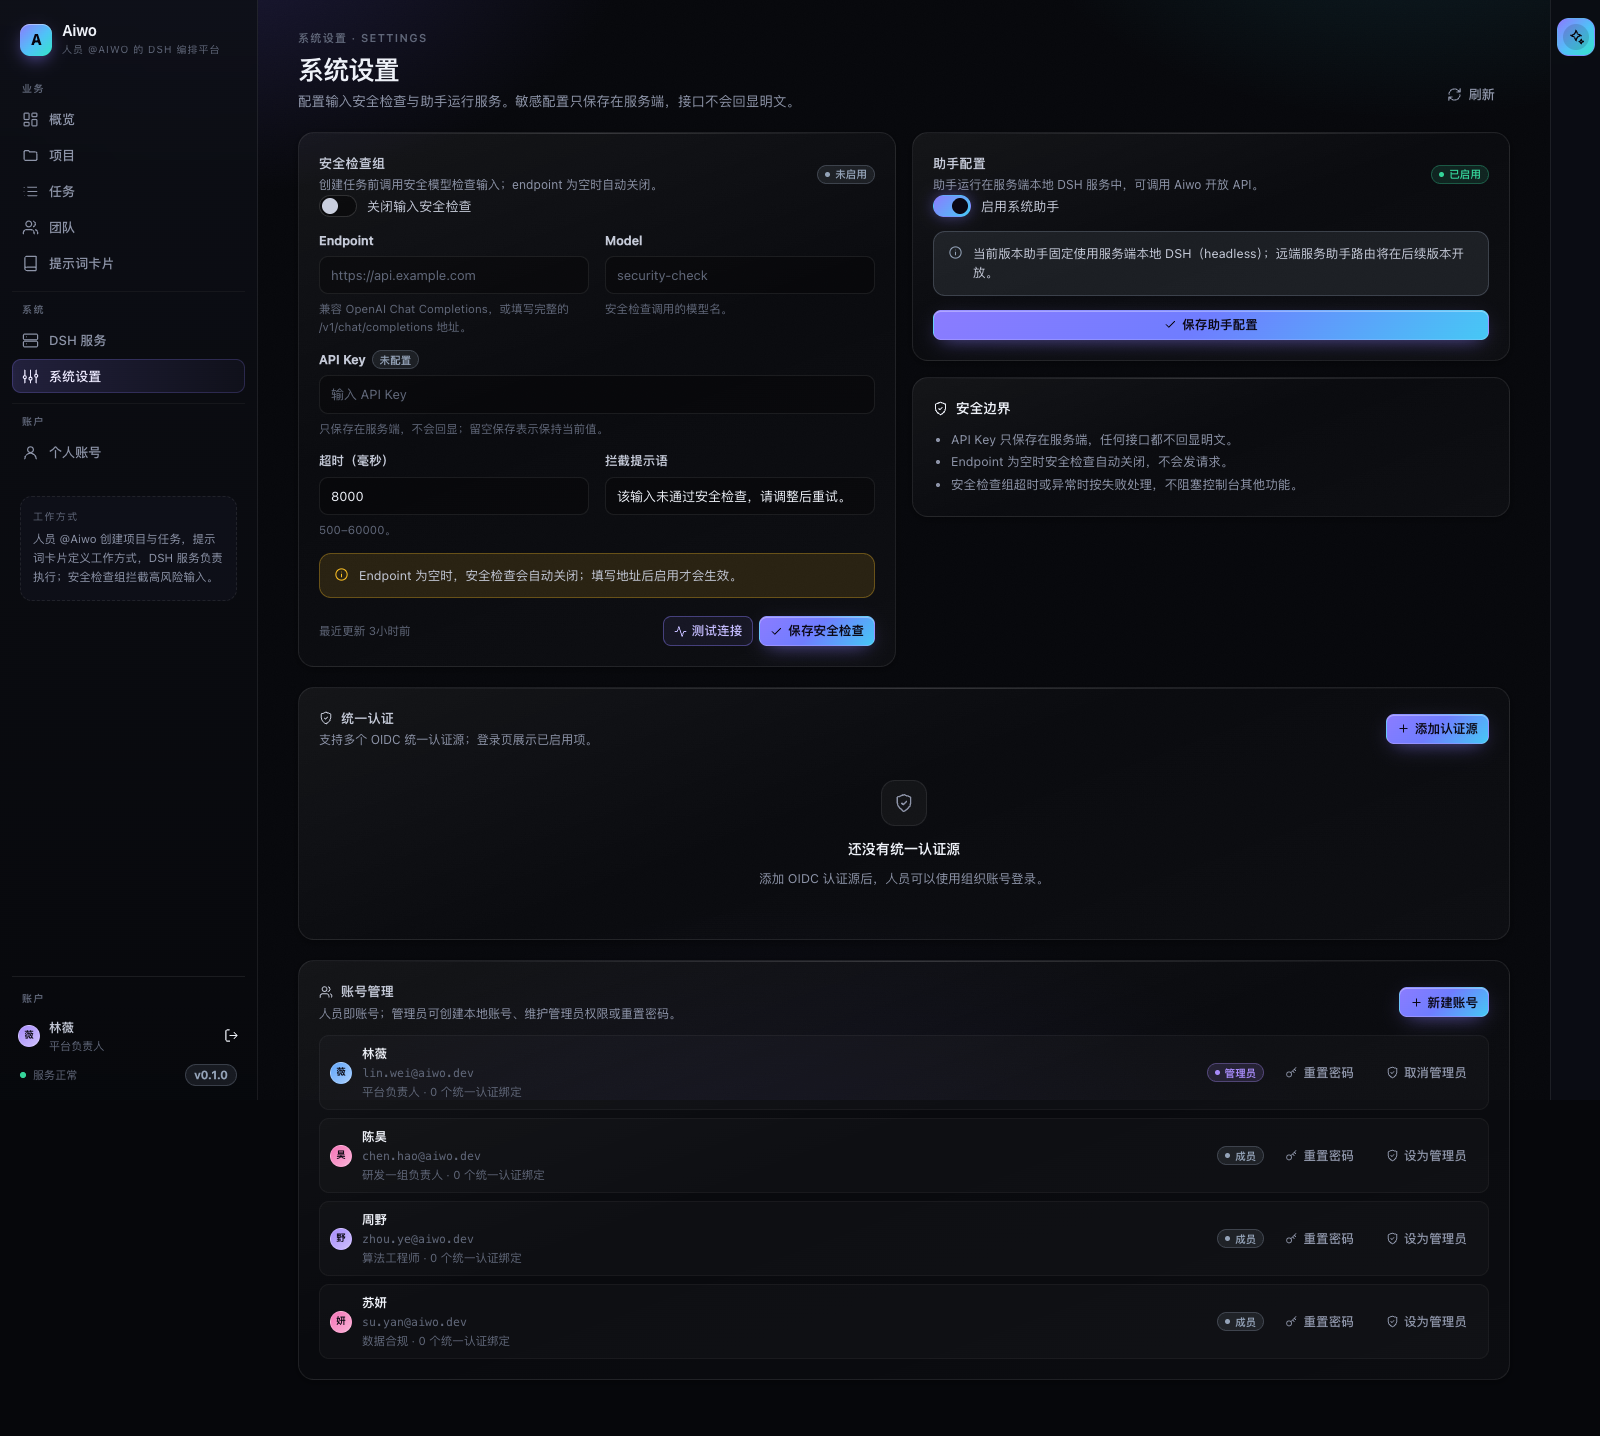 A
Aiwo
人员 @AIWO 的 DSH 编排平台
业务
概览
项目
任务
团队
提示词卡片
系统
DSH 服务
系统设置
账户
个人账号
工作方式
人员 @Aiwo 创建项目与任务，提示
词卡片定义工作方式，DSH 服务负责
执行；安全检查组拦截高风险输入。
账户
薇
林薇
平台负责人
服务正常
v0.1.0
系统设置 · SETTINGS
系统设置
配置输入安全检查与助手运行服务。敏感配置只保存在服务端，接口不会回显明文。
刷新
安全检查组
创建任务前调用安全模型检查输入；endpoint 为空时自动关闭。
未启用
关闭输入安全检查
Endpoint
Model
https://api.example.com
security-check
兼容 OpenAI Chat Completions，或填写完整的
/v1/chat/completions 地址。
安全检查调用的模型名。
API Key
未配置
输入 API Key
只保存在服务端，不会回显；留空保存表示保持当前值。
超时（毫秒）
拦截提示语
8000
该输入未通过安全检查，请调整后重试。
500–60000。
Endpoint 为空时，安全检查会自动关闭；填写地址后启用才会生效。
最近更新 3小时前
测试连接
保存安全检查
助手配置
助手运行在服务端本地 DSH 服务中，可调用 Aiwo 开放 API。
已启用
启用系统助手
当前版本助手固定使用服务端本地 DSH（headless）；远端服务助手路由将在后续版本开
放。
保存助手配置
安全边界
API Key 只保存在服务端，任何接口都不回显明文。
Endpoint 为空时安全检查自动关闭，不会发请求。
安全检查组超时或异常时按失败处理，不阻塞控制台其他功能。
统一认证
支持多个 OIDC 统一认证源；登录页展示已启用项。
添加认证源
还没有统一认证源
添加 OIDC 认证源后，人员可以使用组织账号登录。
账号管理
人员即账号；管理员可创建本地账号、维护管理员权限或重置密码。
新建账号
薇
林薇
lin.wei@aiwo.dev
平台负责人 · 0 个统一认证绑定
管理员
重置密码
取消管理员
昊
陈昊
chen.hao@aiwo.dev
研发一组负责人 · 0 个统一认证绑定
成员
重置密码
设为管理员
野
周野
zhou.ye@aiwo.dev
算法工程师 · 0 个统一认证绑定
成员
重置密码
设为管理员
妍
苏妍
su.yan@aiwo.dev
数据合规 · 0 个统一认证绑定
成员
重置密码
设为管理员